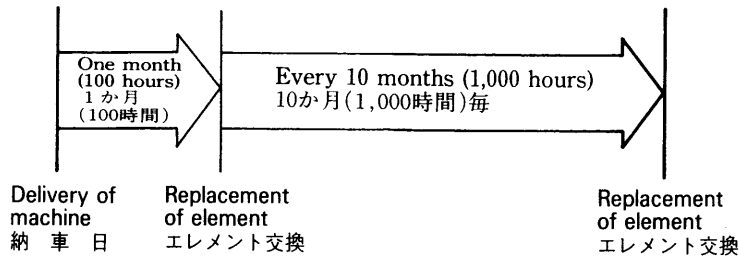 One month
(100 hours)
1か月
(100時間)
Every 10 months (1,000 hours)
10か月(1,000時間)毎
Delivery of
machine
納車日
Replacement
of element
エレメント交換
Replacement
of element
エレメント交換